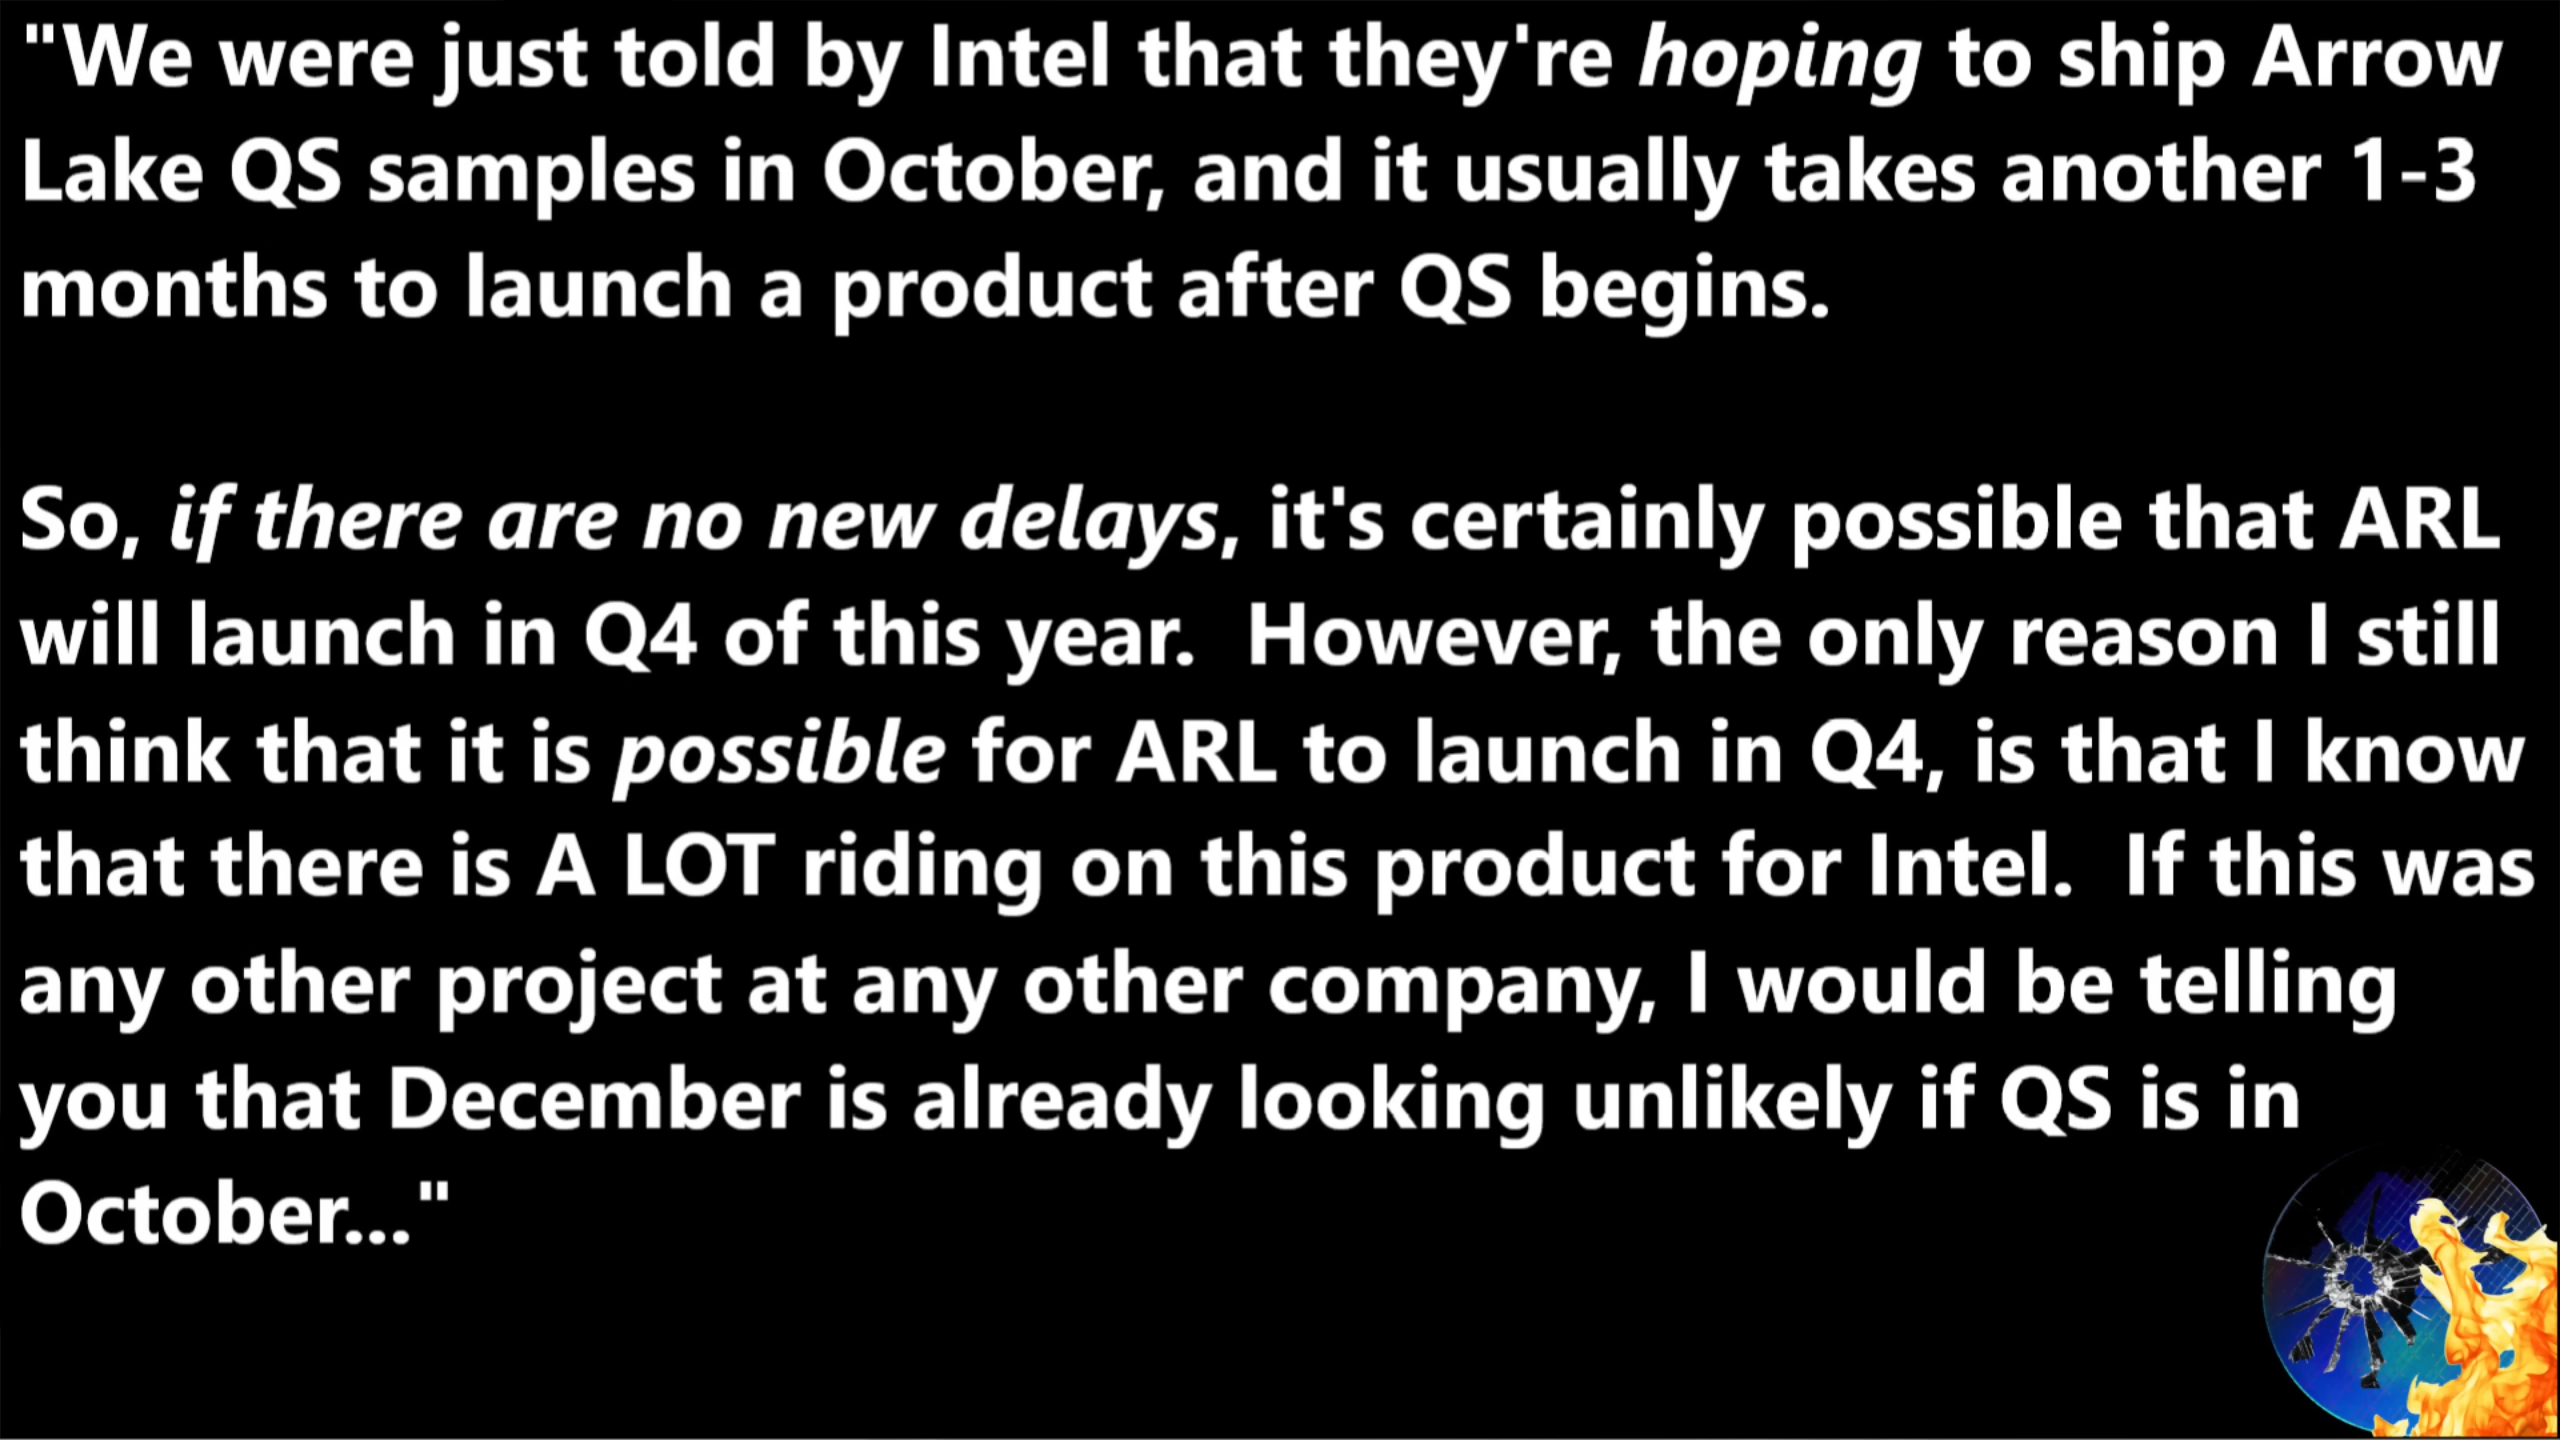 "We were just told by Intel that they're hoping to ship Arrow
Lake QS samples in October, and it usually takes another 1-3
months to launch a product after QS begins.
So, if there are no new delays, it's certainly possible that ARL
will launch in Q4 of this year.  However, the only reason I still
think that it is possible for ARL to launch in Q4, is that I know
that there is A LOT riding on this product for Intel.  If this was
any other project at any other company, I would be telling
you that December is already looking unlikely if QS is in
October..."